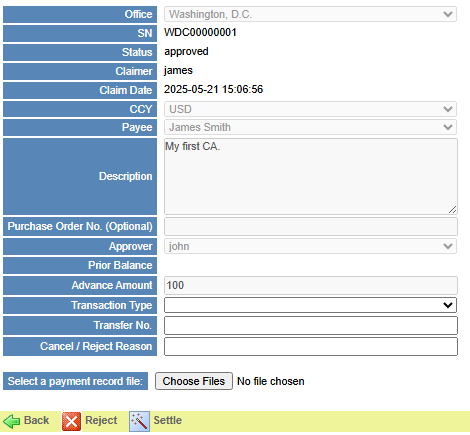 Office Washington, D.C.
SN WDC00000001
Status approved
Claimer james
Claim Date 2025-05-21 15:06:56
CCY USD
Payee James Smith
Description My first CA.
Purchase Order No. (Optional)
Approver john
Prior Balance
Advance Amount 100
Transaction Type
Transfer No.
Cancel / Reject Reason
Select a payment record file: Choose Files No file chosen
Back Reject Settle